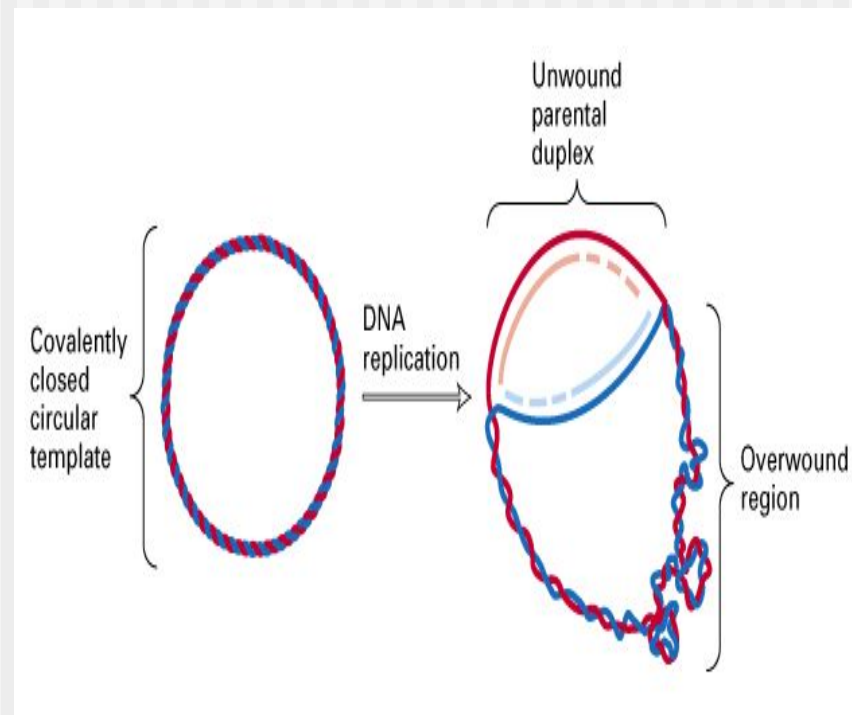 Unwound
parental
duplex
Covalently
closed
circular
template
DNA
replication
Overwound
region